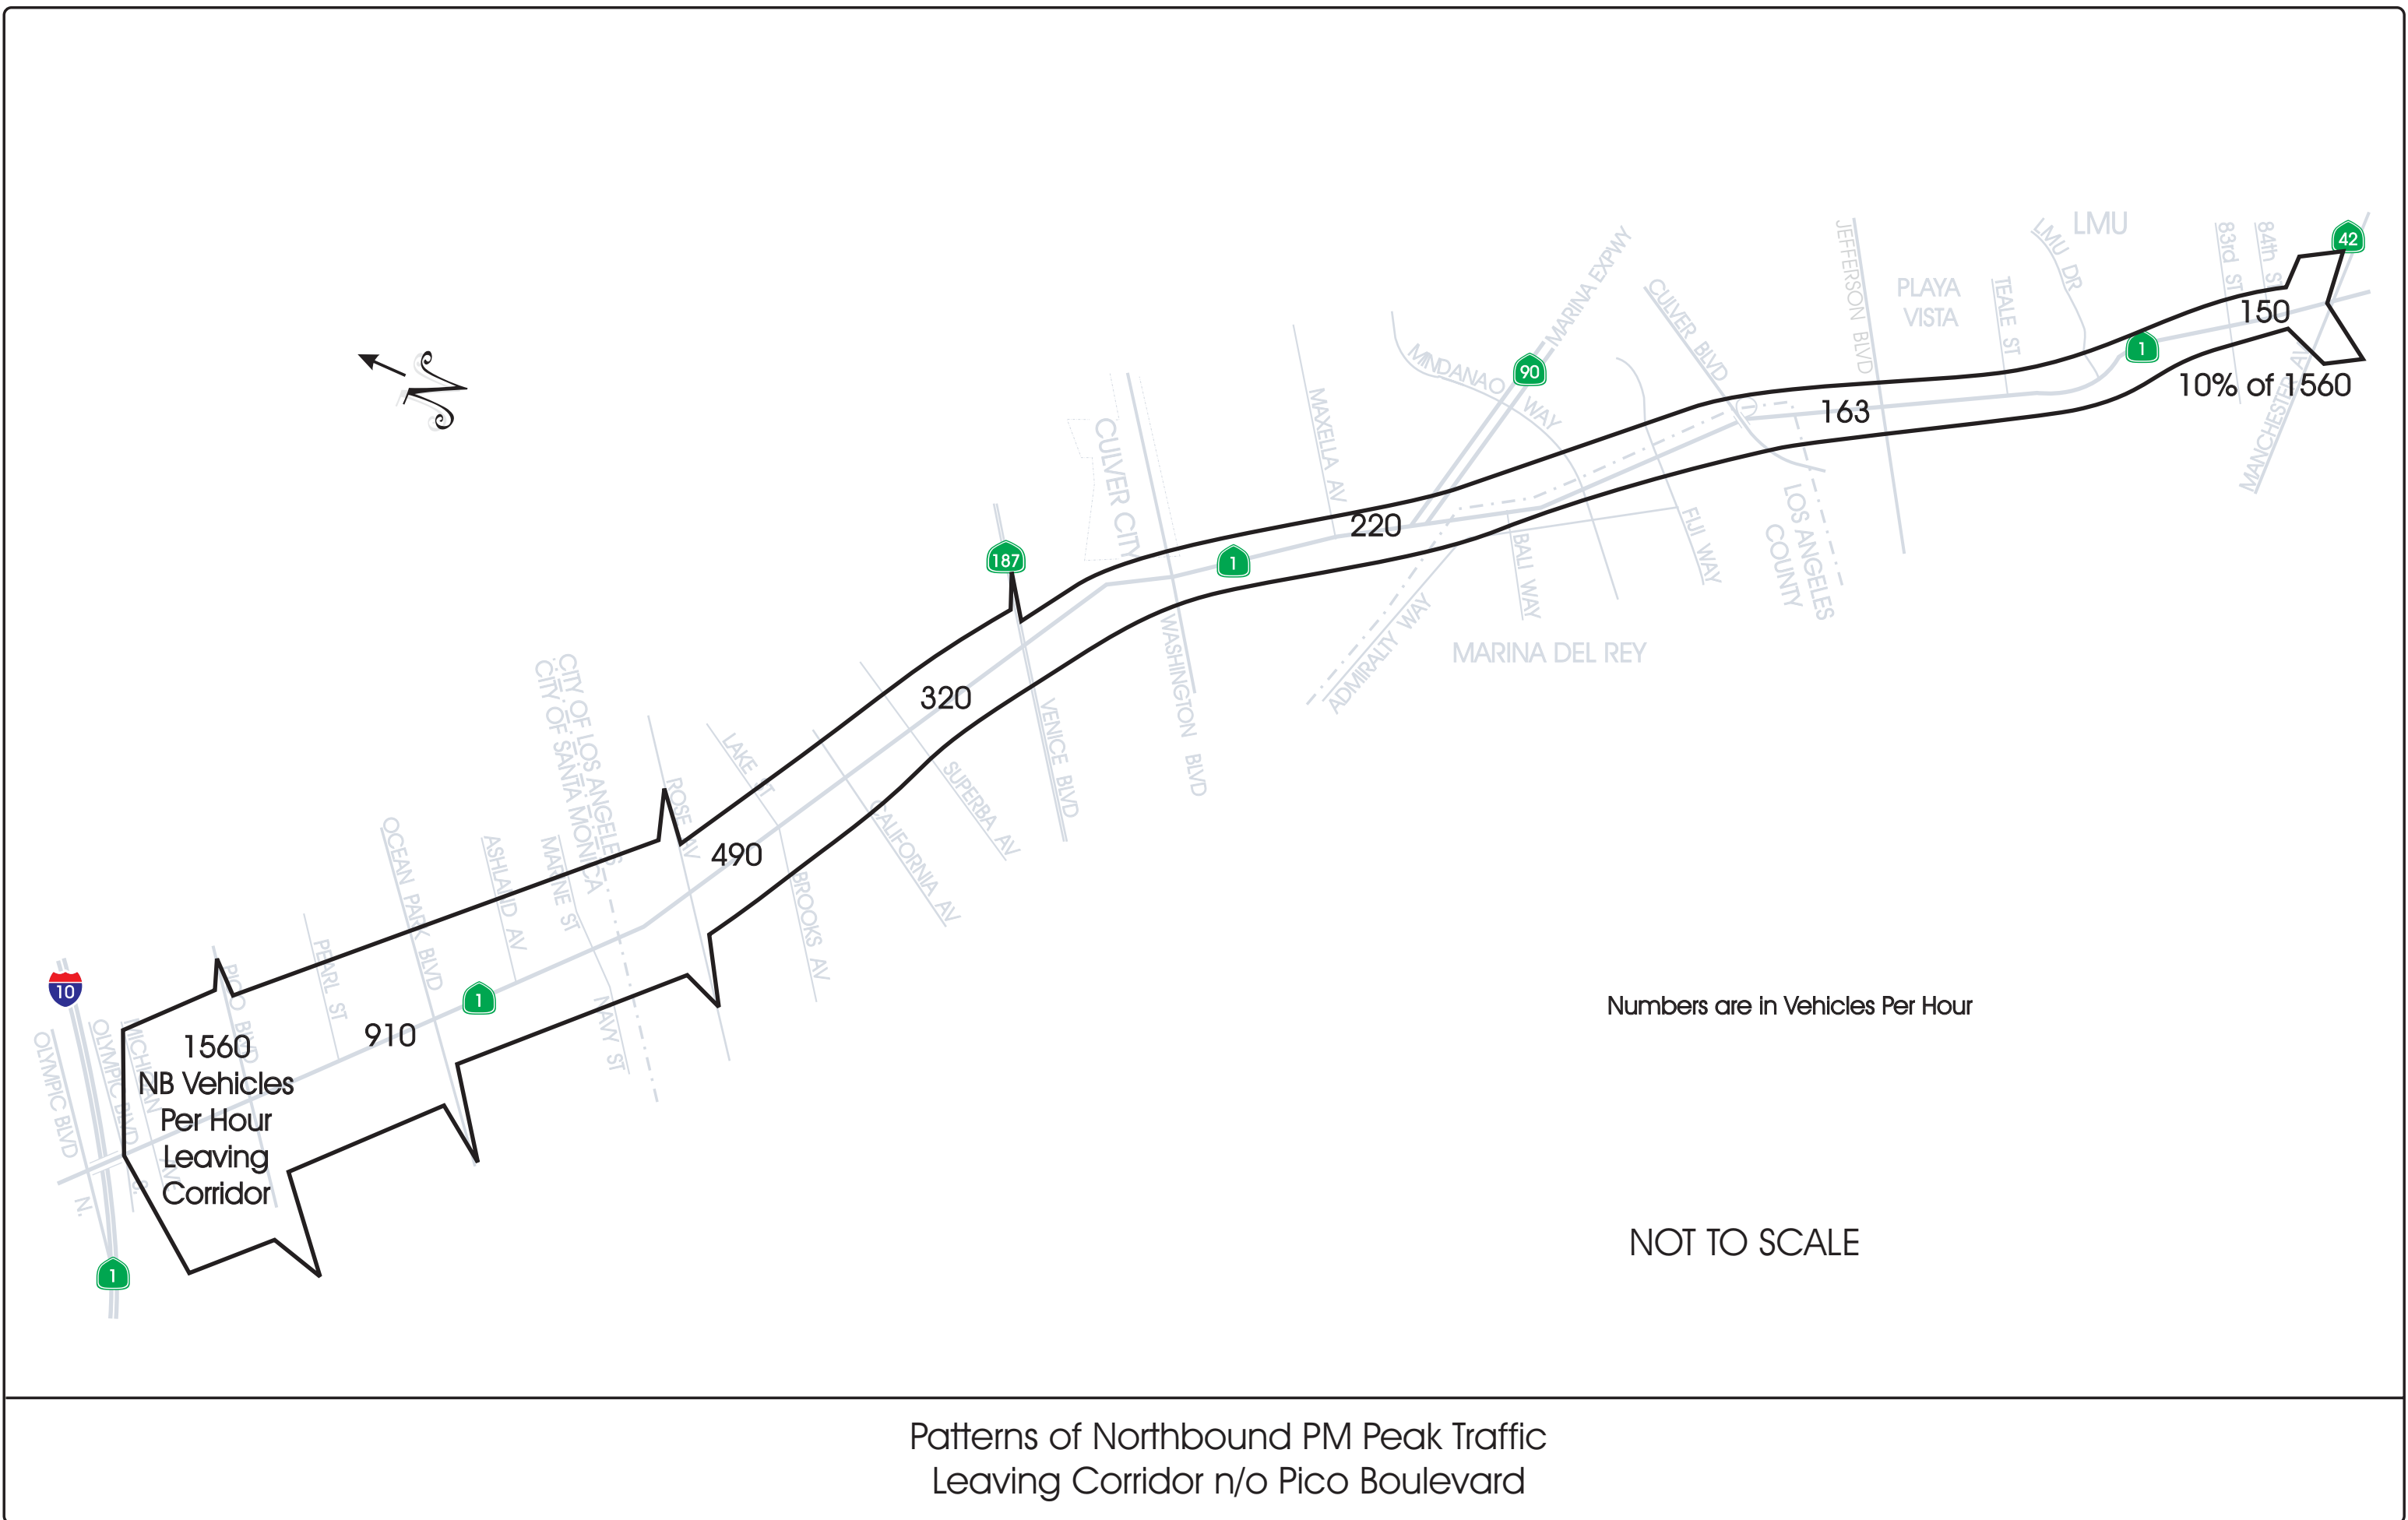 LMU
42
83rd ST
84th ST
LMU DR
JEFFERSON BLVD
PLAYA
VISTA
TEALE ST
MARINA EXPWY
CULVER BLVD
150
1
10% of 1560
MANCHESTER AV
90
MINDANAO WAY
163
MAXELLA AV
CULVER CITY
220
FIJI WAY
LOS ANGELES
COUNTY
N
187
1
BALI WAY
ADMIRALTY WAY
MARINA DEL REY
WASHINGTON BLVD
320
VENICE BLVD
CITY OF LOS ANGELES
CITY OF SANTA MONICA
ROSE AV
LAKE ST
SUPERBA AV
CALIFORNIA AV
490
BROOKS AV
OCEAN PARK BLVD
ASHLAND AV
MARINE ST
NAVY ST
PEARL ST
PICO BLVD
10
1
910
OLYMPIC BLVD
N.
OLYMPIC BLVD
S.
MICHIGAN AVE
1560
NB Vehicles
Per Hour
Leaving
Corridor
1
Numbers are in Vehicles Per Hour
NOT TO SCALE
Patterns of Northbound PM Peak Traffic
Leaving Corridor n/o Pico Boulevard